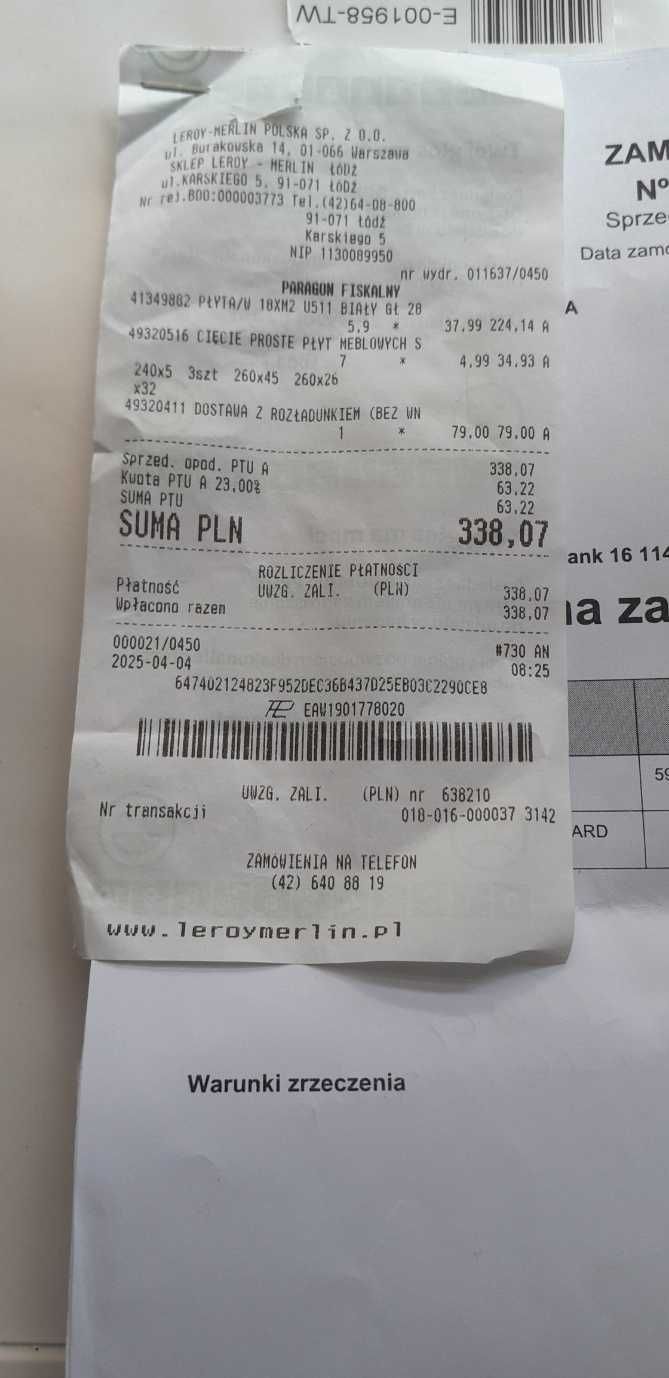 E-001958-TW
LEROY-MERLIN POLSKA SP. Z O.O.
ul. Burakowska 14, 01-066 Warszawa
SKLEP LEROY - MERLIN ŁÓDŹ
ul.KARSKIEGO 5, 91-071 ŁÓDŹ
Nr rej.BDO:000003773 Tel.(42)64-08-800
91-071 Łódź
Karskiego 5
NIP 1130089950
nr wydr. 011637/0450
PARAGON FISKALNY
41349882 PŁYTA/W 18XM2 U511 BIAŁY GŁ 28
5,9 * 37,99 224,14 A
49320516 CIĘCIE PROSTE PŁYT MEBLOWYCH S
7 * 4,99 34,93 A
240x5 3szt 260x45 260x26
x32
49320411 DOSTAWA Z ROZŁADUNKIEM (BEZ WN
1 * 79,00 79,00 A
Sprzed. opod. PTU A 338,07
Kwota PTU A 23,00% 63,22
SUMA PTU 63,22
SUMA PLN 338,07
ROZLICZENIE PŁATNOŚCI
Płatność UWZG. ZALI. (PLN) 338,07
Wpłacono razem 338,07
000021/0450 #730 AN
2025-04-04 08:25
647402124823F952DEC36B437D25EB03C2290CE8
EAW1901778020
UWZG. ZALI. (PLN) nr 638210
Nr transakcji 018-016-000037 3142
ZAMÓWIENIA NA TELEFON
(42) 640 88 19
www.leroymerlin.pl
ZAM
Nº
Sprze
Data zamó
A
ank 16 114
na za
59
ARD
Warunki zrzeczenia